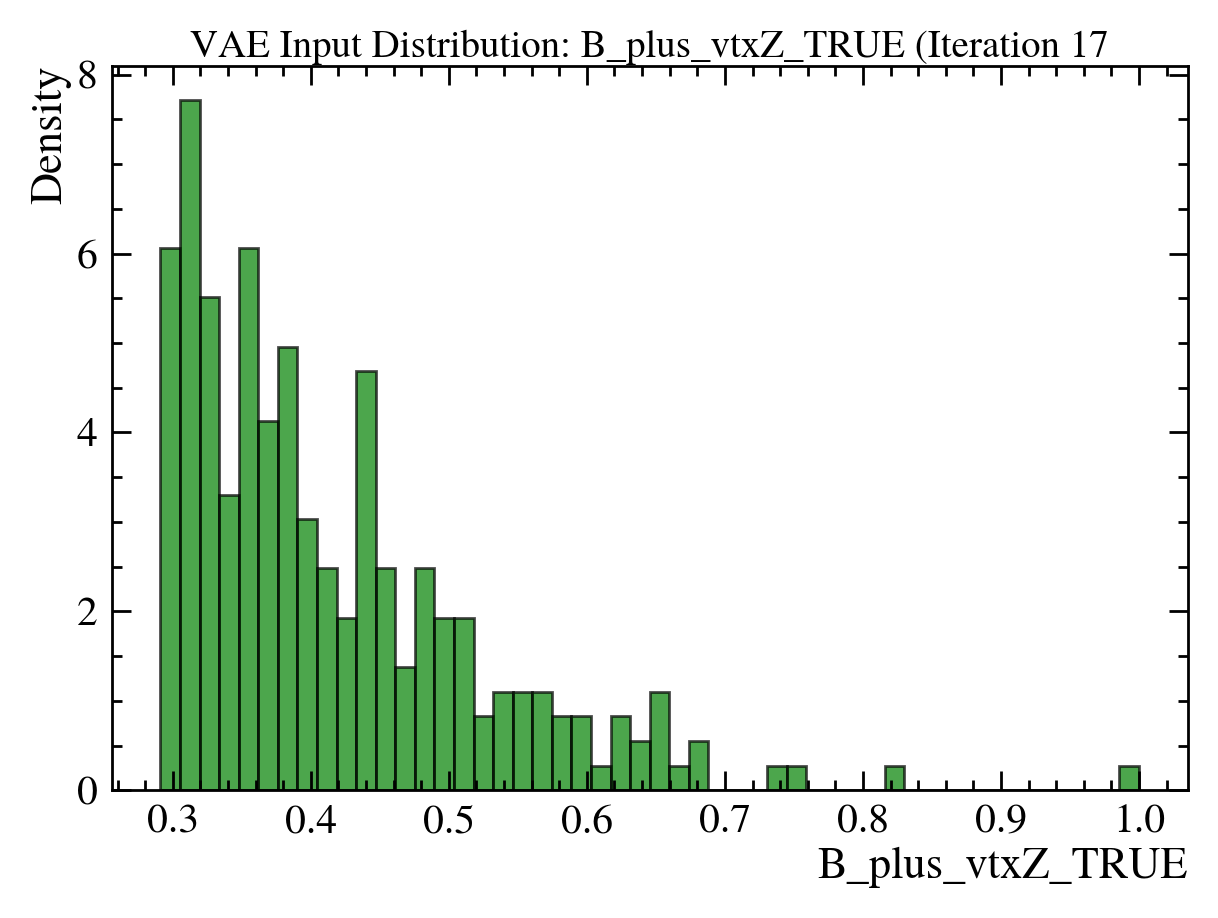 VAE Input Distribution: B_plus_vtxZ_TRUE (Iteration 17
Density
8
6
4
2
0
0.3 0.4 0.5 0.6 0.7 0.8 0.9 1.0
B_plus_vtxZ_TRUE